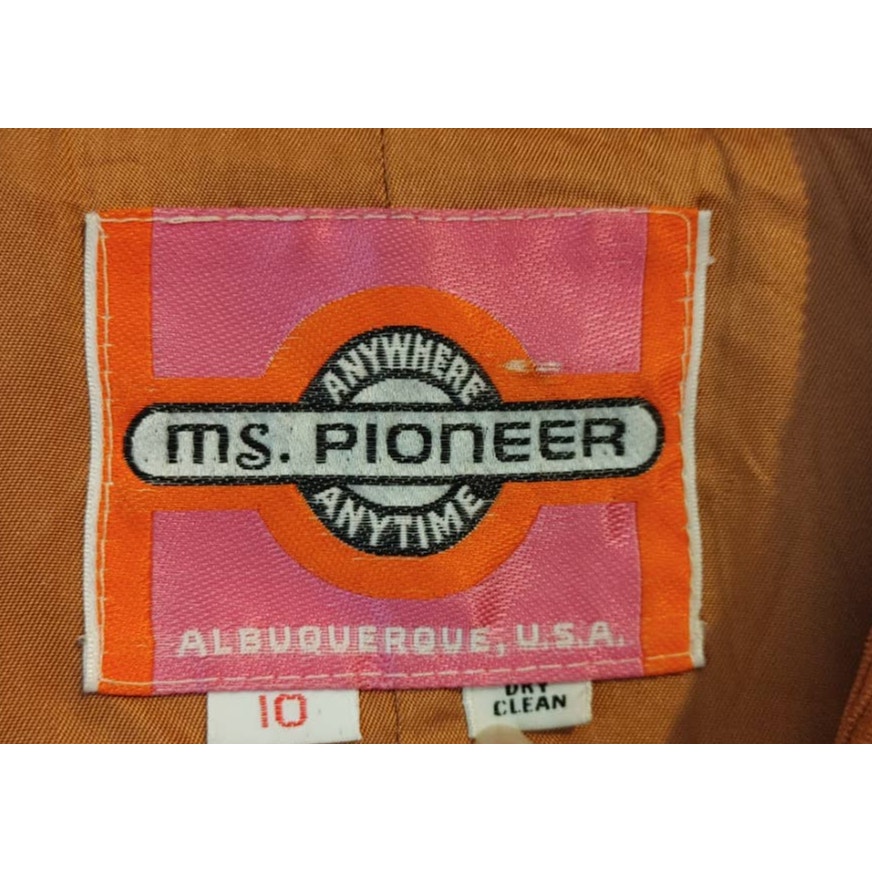 ANYWHERE
ms. PIONEER
ANYTIME
ALBUQUERQUE, U.S.A.
10
DRY
CLEAN